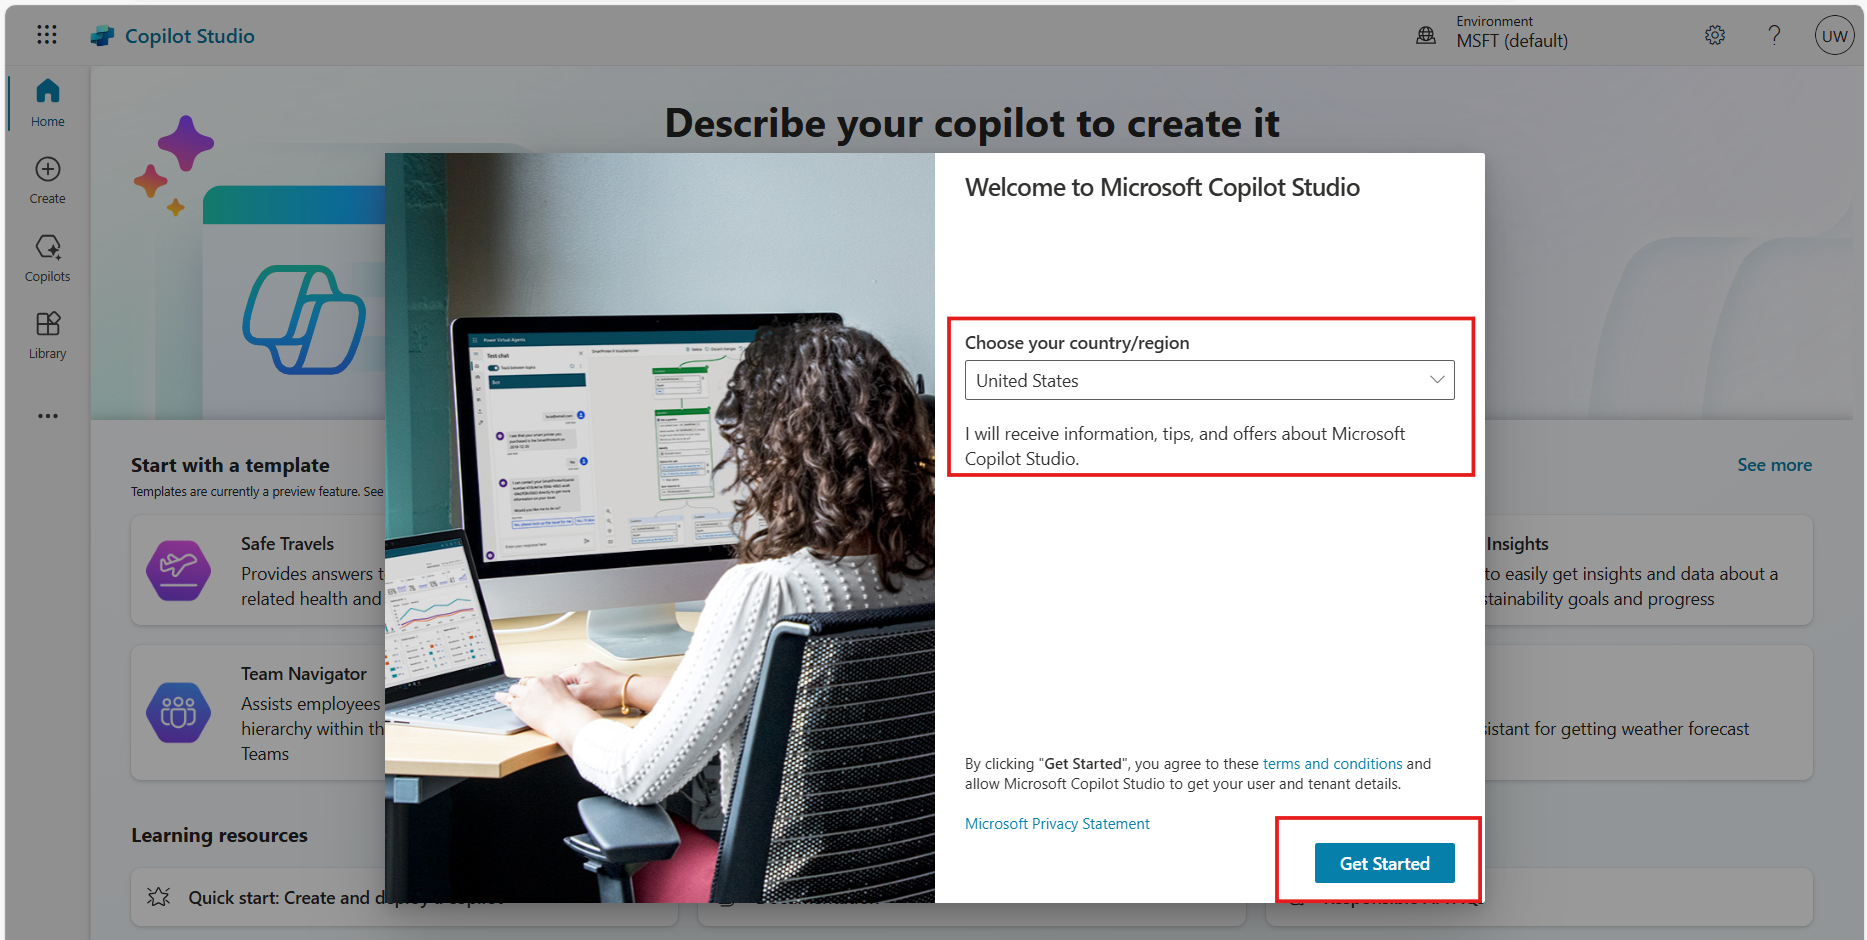 Copilot Studio
Environment
MSFT (default)
UW
Home
Create
Copilots
Library
Describe your copilot to create it
Welcome to Microsoft Copilot Studio
Choose your country/region
United States
I will receive information, tips, and offers about Microsoft
Copilot Studio.
By clicking "Get Started", you agree to these terms and conditions and
allow Microsoft Copilot Studio to get your user and tenant details.
Microsoft Privacy Statement
Get Started
Power Virtual Agents
Test chat
Start with a template
Templates are currently a preview feature. See
See more
Safe Travels
Provides answers t
related health and
Team Navigator
Assists employees
hierarchy within th
Teams
Insights
to easily get insights and data about a
stainability goals and progress
istant for getting weather forecast
Learning resources
Quick start: Create and